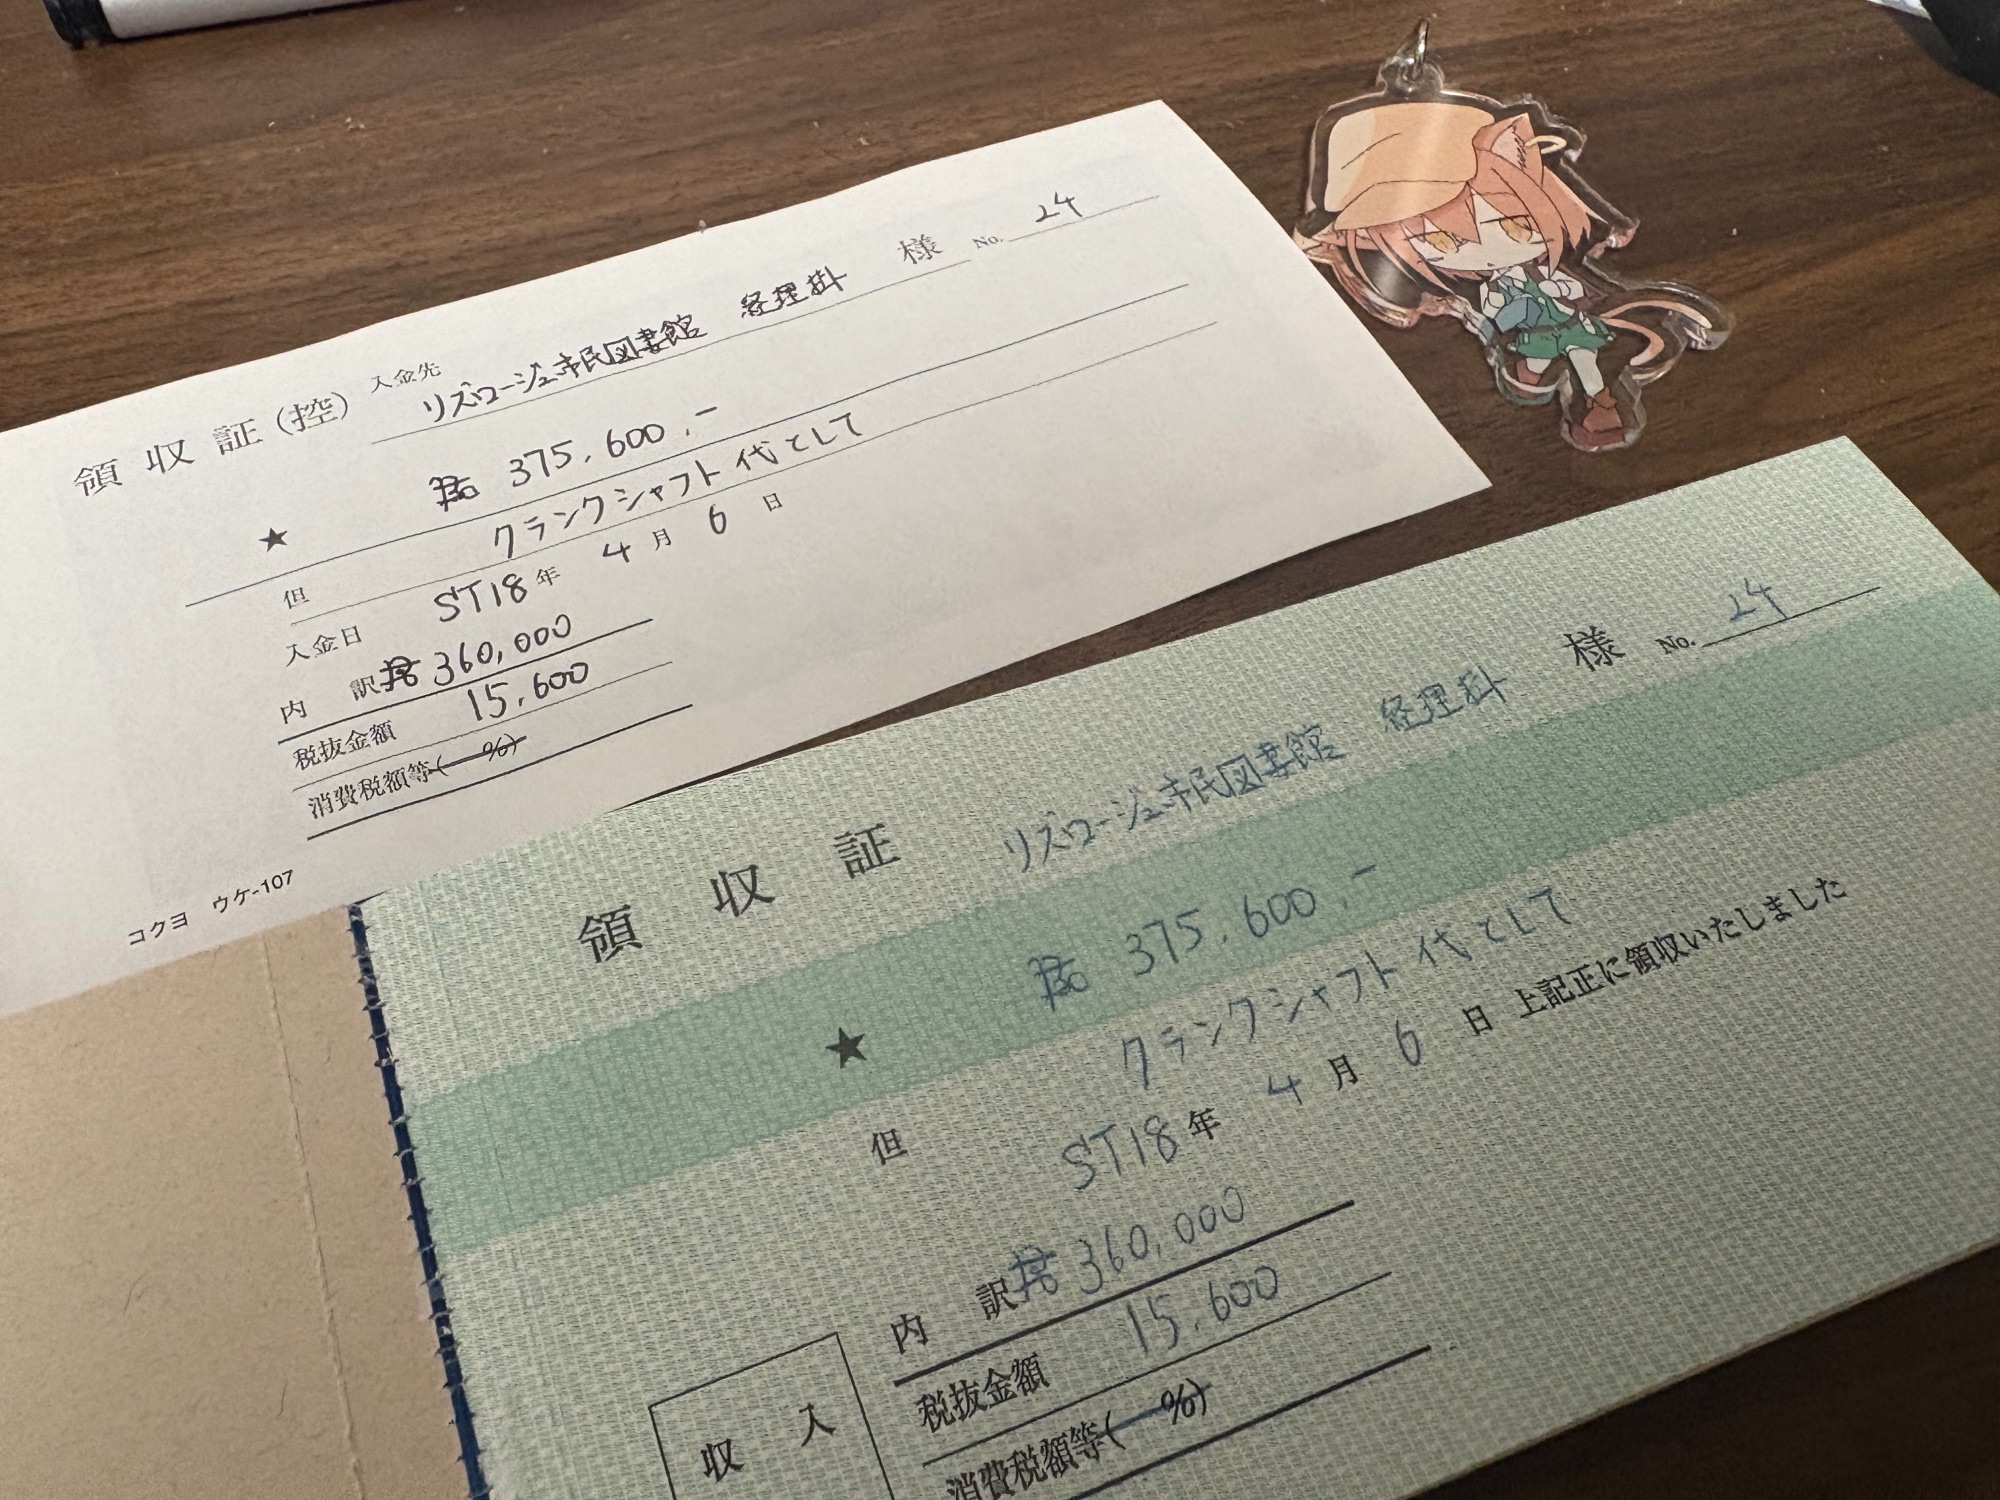 領収証(控) 入金先 リズロージュ市民図書館 経理掛 様 No. 24
★ 375,600.-
但 クランクシャフト代として
入金日 ST18年 4月 6日
内 訳 360,000
税抜金額 15,600
消費税額等( %)
コクヨ ウケ-107
領収証 リズロージュ市民図書館 経理掛 様 No. 24
★ 375,600.-
但 クランクシャフト代として
ST18年 4月 6日 上記正に領収いたしました
内 訳 360,000
税抜金額 15,600
消費税額等( %)
収 入